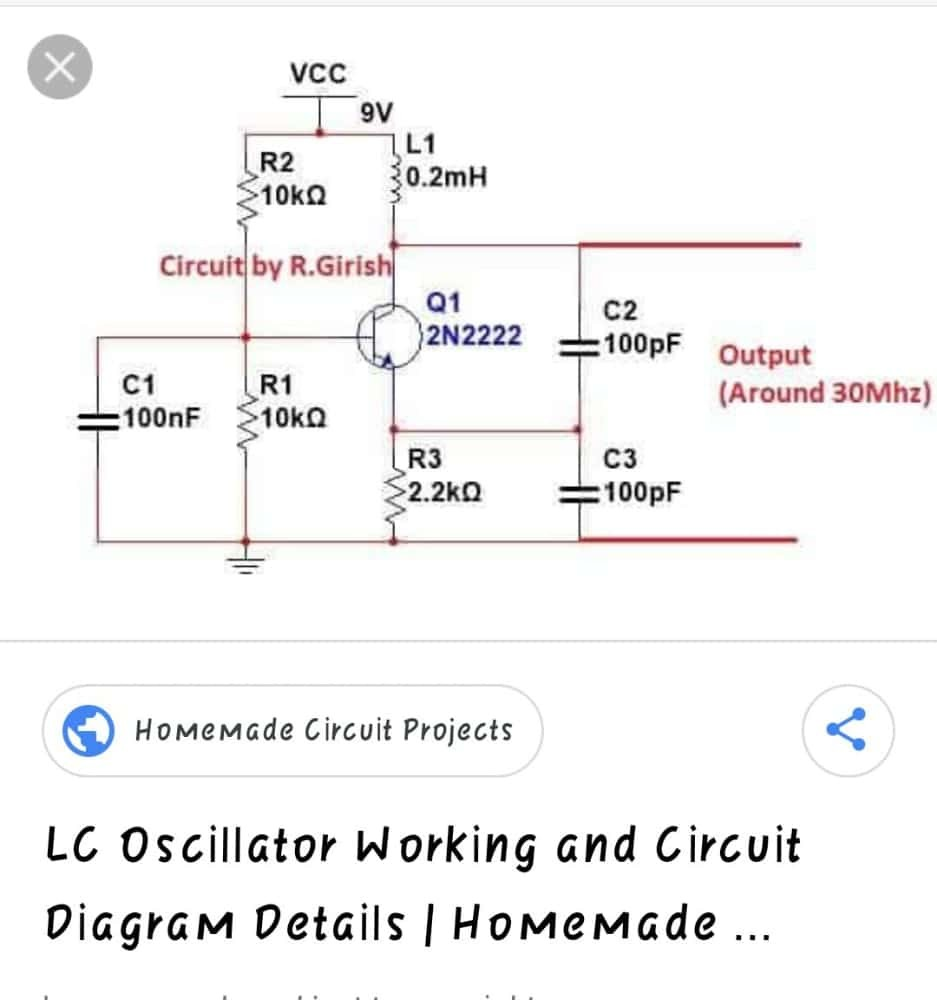 VCC
9V
L1
0.2mH
R2
10kΩ
Circuit by R.Girish
Q1
2N2222
C2
100pF
Output
(Around 30Mhz)
C1
100nF
R1
10kΩ
R3
2.2kΩ
C3
100pF
Homemade Circuit Projects
LC Oscillator Working and Circuit
Diagram Details | Homemade ...